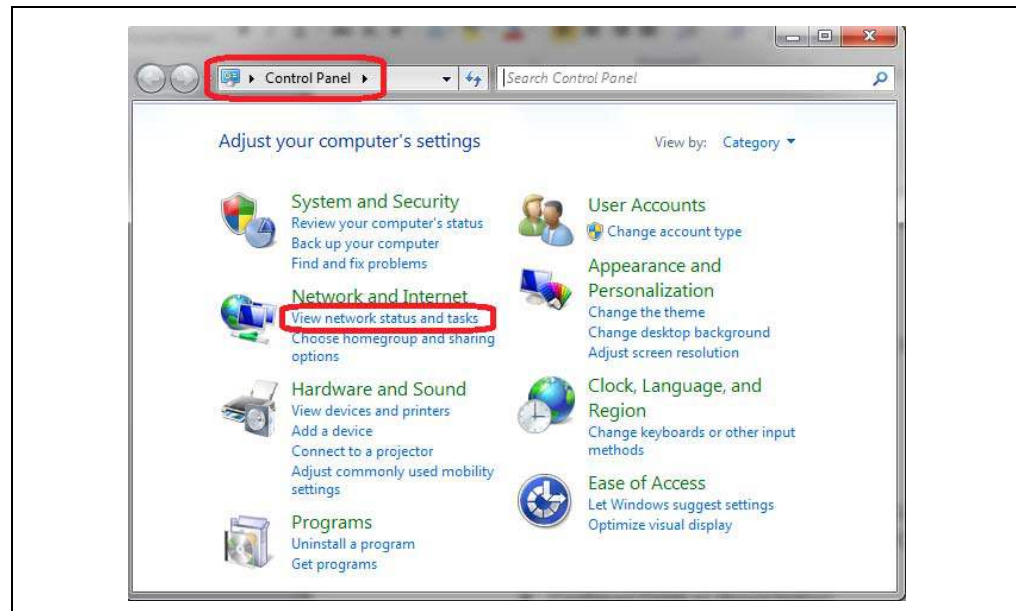 Control Panel
Search Control Panel
Adjust your computer's settings
View by: Category
System and Security
Review your computer's status
Back up your computer
Find and fix problems
Network and Internet
View network status and tasks
Choose homegroup and sharing
options
Hardware and Sound
View devices and printers
Add a device
Connect to a projector
Adjust commonly used mobility
settings
Programs
Uninstall a program
Get programs
User Accounts
Change account type
Appearance and
Personalization
Change the theme
Change desktop background
Adjust screen resolution
Clock, Language, and
Region
Change keyboards or other input
methods
Ease of Access
Let Windows suggest settings
Optimize visual display